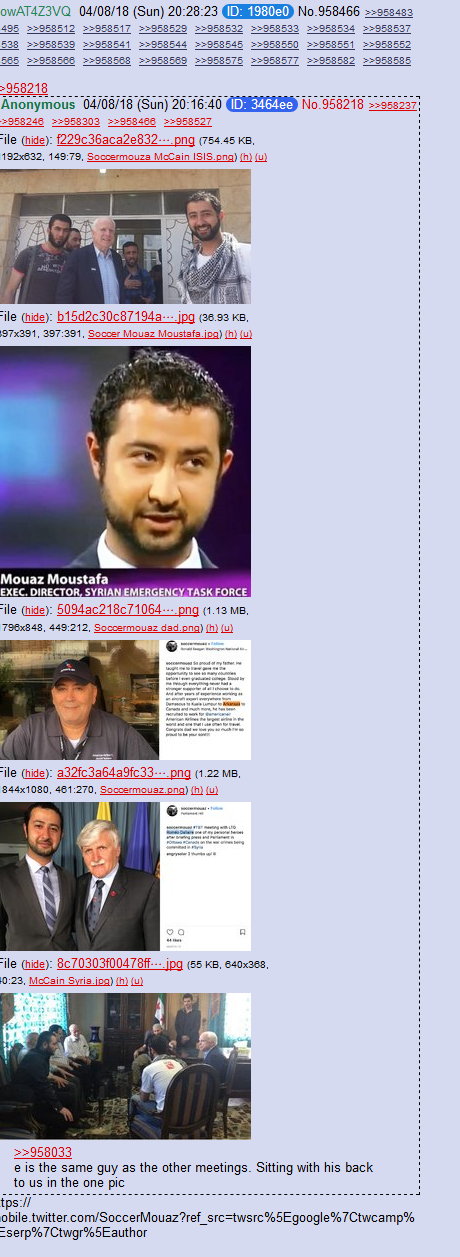 owAT4Z3VQ 04/08/18 (Sun) 20:28:23 ID: 1980e0 No.958466 >>958483
495 >>958512 >>958517 >>958529 >>958532 >>958533 >>958534 >>958537
538 >>958539 >>958541 >>958544 >>958545 >>958550 >>958551 >>958552
565 >>958566 >>958568 >>958569 >>958575 >>958577 >>958582 >>958585
>958218
Anonymous 04/08/18 (Sun) 20:16:40 ID: 3464ee No.958218 >>958237
>>958246 >>958303 >>958466 >>958527
File (hide): f229c36aca2e832⋯.png (754.45 KB,
1192x632, 149:79, Soccermouza McCain ISIS.png) (h) (u)
File (hide): b15d2c30c87194a⋯.jpg (36.93 KB,
397x391, 397:391, Soccer Mouaz Moustafa.jpg) (h) (u)
Mouaz Moustafa
EXEC. DIRECTOR, SYRIAN EMERGENCY TASK FORCE
File (hide): 5094ac218c71064⋯.png (1.13 MB,
1796x848, 449:212, Soccermouaz dad.png) (h) (u)
soccermouaz • Follow
Ronald Reagan Washington National for...
soccermouaz So proud of my father. He
taught me to travel gave me the
opportunity to see so many countries
before I even graduated college. Stood by
me through everything never had a
stronger supporter of all I choose to do.
And after years of experience working as
an aircraft expert everywhere from
Damascus to Kuala Lumpur to Arkansas to
Canada and much more, he has been
recruited to work for @americanair
American Airlines the largest airline in the
world and one that I use often for travel.
Congrats dad we love you so much I'm so
proud to be your son!!!
File (hide): a32fc3a64a9fc33⋯.png (1.22 MB,
1844x1080, 461:270, Soccermouaz.png) (h) (u)
soccermouaz • Follow
Parliament Hill
soccermouaz #TBT meeting with LTG
Roméo Dallaire one of my personal heroes
after briefing press and Parliament in
#Ottawa #Canada on the war crimes being
committed in #Syria
angrysailor 2 thumbs up!
44 likes
File (hide): 8c70303f00478ff⋯.jpg (55 KB, 640x368,
40:23, McCain Syria.jpg) (h) (u)
>>958033
e is the same guy as the other meetings. Sitting with his back
to us in the one pic
ttps://
mobile.twitter.com/SoccerMouaz?ref_src=twsrc%5Egoogle%7Ctwcamp%
Eserp%7Ctwgr%5Eauthor